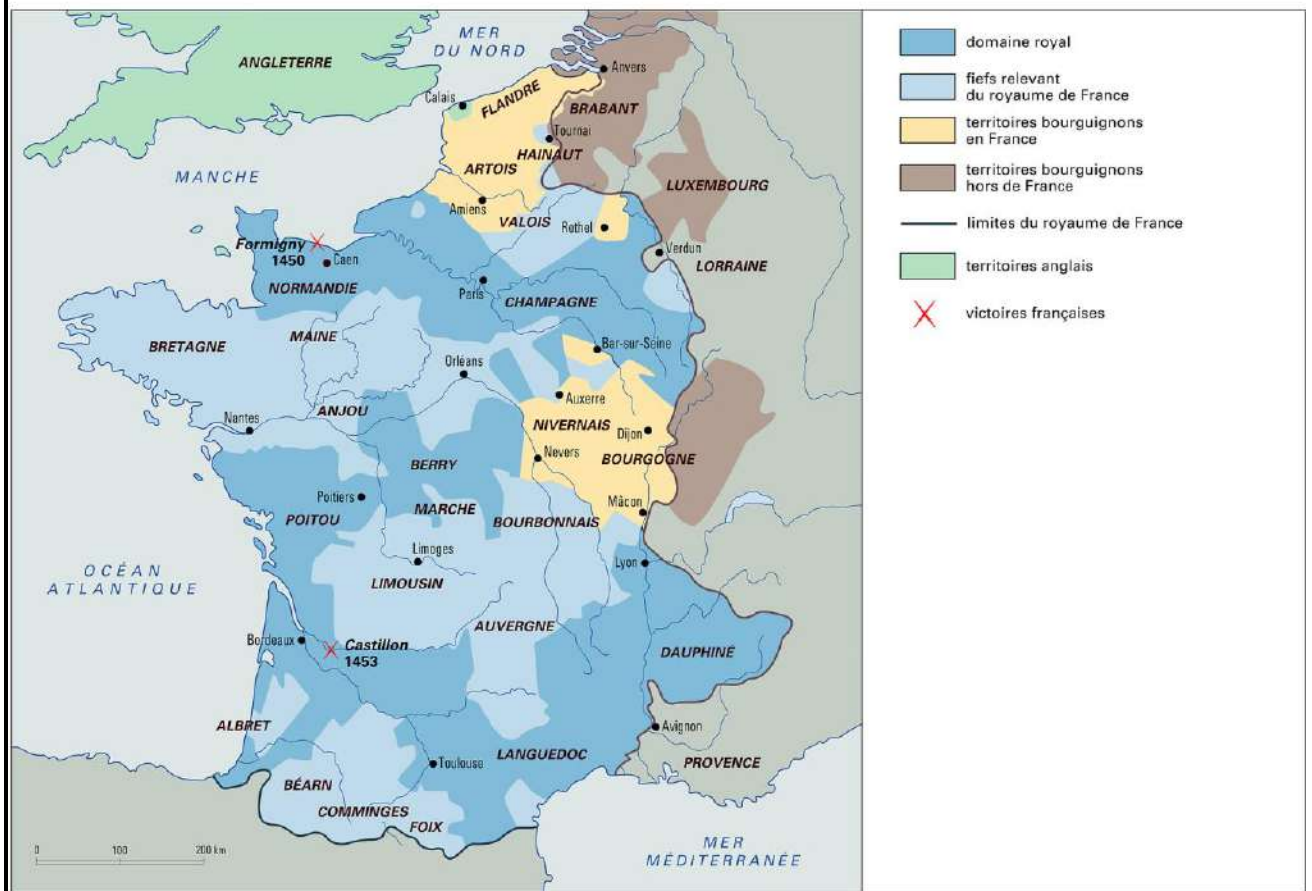 MER
DU NORD
ANGLETERRE
Anvers
Calais
FLANDRE
BRABANT
Tournai
HAINAUT
MANCHE
ARTOIS
LUXEMBOURG
Amiens
VALOIS
Rethel
Formigny
1450
Caen
Verdun
LORRAINE
NORMANDIE
Paris
CHAMPAGNE
MAINE
BRETAGNE
Bar-sur-Seine
Orléans
Auxerre
ANJOU
Nantes
NIVERNAIS
Dijon
Nevers
BOURGOGNE
BERRY
Poitiers
MARCHE
Mâcon
POITOU
BOURBONNAIS
Limoges
Lyon
OCÉAN
ATLANTIQUE
LIMOUSIN
AUVERGNE
Bordeaux
Castillon
1453
DAUPHINÉ
ALBRET
Avignon
LANGUEDOC
Toulouse
PROVENCE
BÉARN
COMMINGES
FOIX
MER
MÉDITERRANÉE
0 100 200 km
domaine royal
fiefs relevant
du royaume de France
territoires bourguignons
en France
territoires bourguignons
hors de France
limites du royaume de France
territoires anglais
victoires françaises